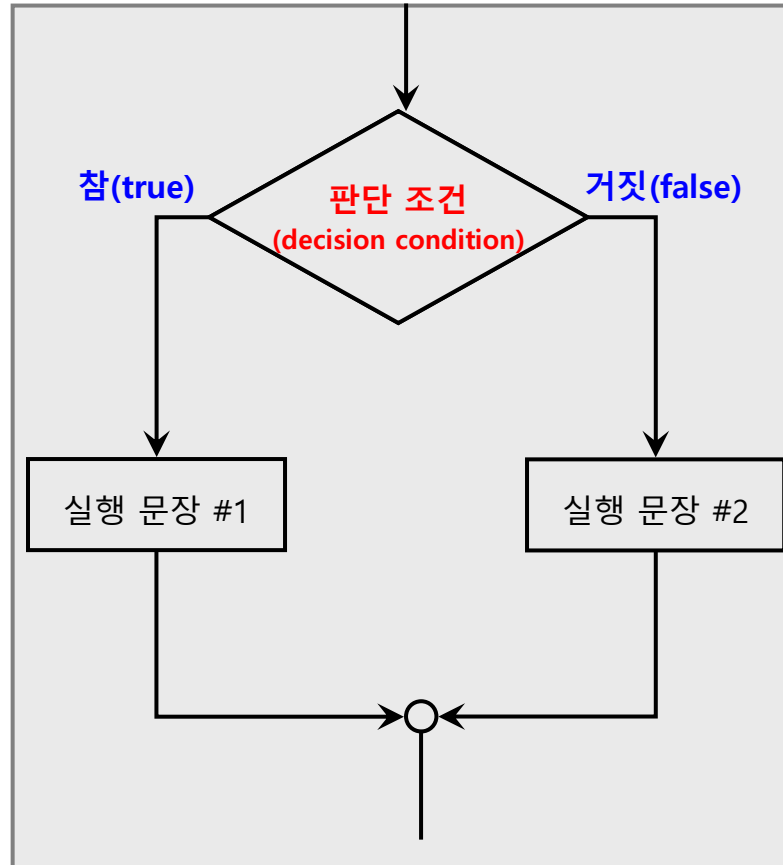 참(true)
판단 조건
(decision condition)
거짓(false)
실행 문장 #1
실행 문장 #2